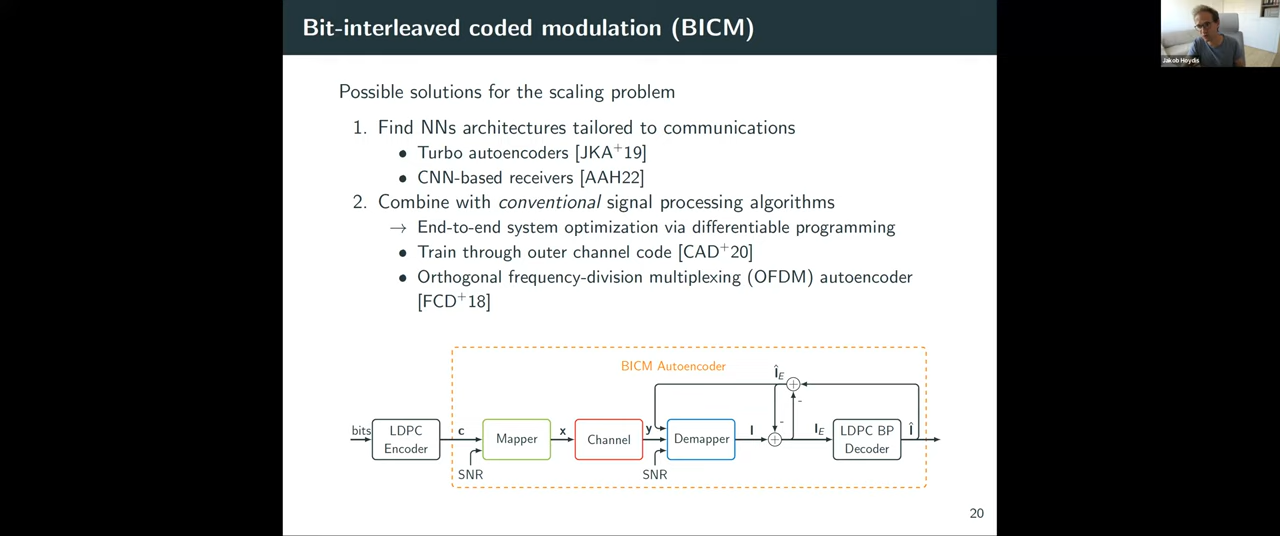 Bit-interleaved coded modulation (BICM)
Jakob Hoydis
Possible solutions for the scaling problem
1. Find NNs architectures tailored to communications
• Turbo autoencoders [JKA+19]
• CNN-based receivers [AAH22]
2. Combine with conventional signal processing algorithms
→ End-to-end system optimization via differentiable programming
• Train through outer channel code [CAD+20]
• Orthogonal frequency-division multiplexing (OFDM) autoencoder
[FCD+18]
BICM Autoencoder
l̂E
-
-
bits
LDPC
Encoder
c
Mapper
x
Channel
y
Demapper
l
lE
LDPC BP
Decoder
l̂
SNR
SNR
20